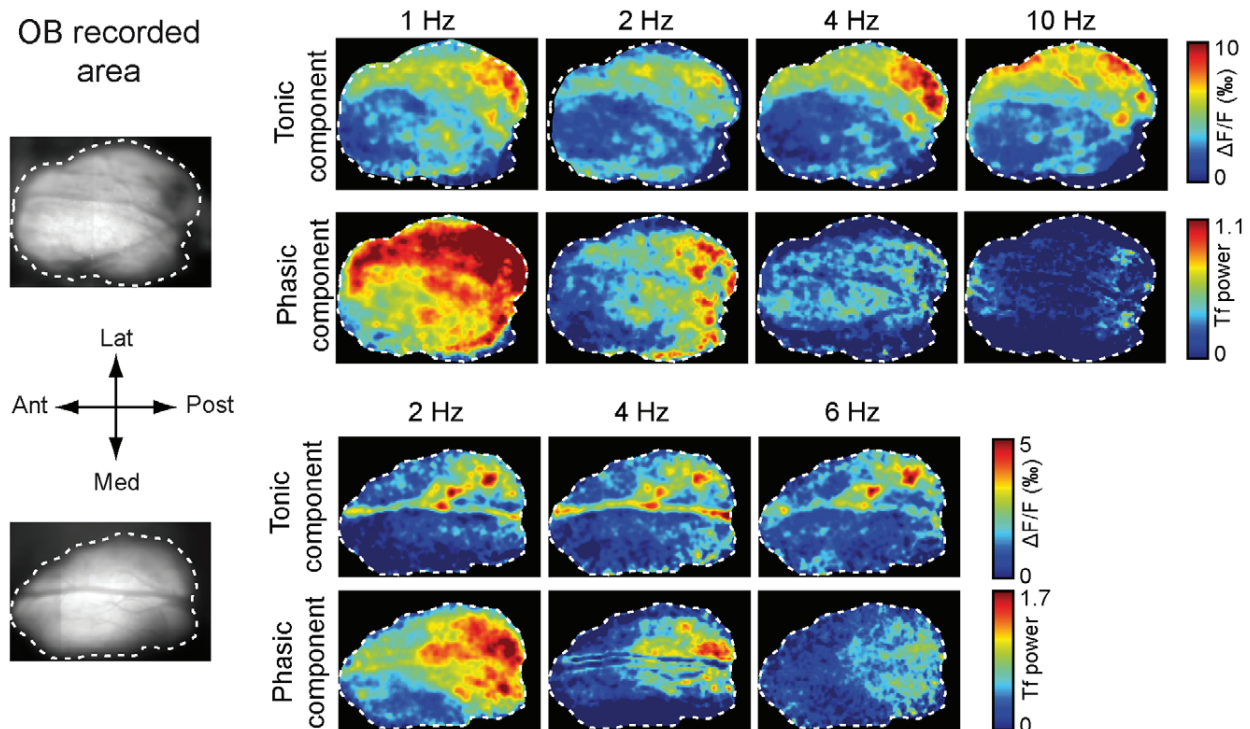 OB recorded
area
1 Hz
2 Hz
4 Hz
10 Hz
Tonic
component
10
ΔF/F (‰)
0
Phasic
component
1.1
Tf power
0
Lat
Ant
Post
Med
2 Hz
4 Hz
6 Hz
Tonic
component
5
ΔF/F (‰)
0
Phasic
component
1.7
Tf power
0